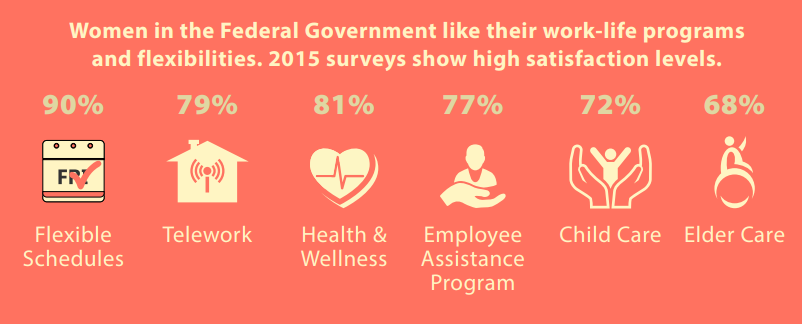 Women in the Federal Government like their work-life programs
and flexibilities. 2015 surveys show high satisfaction levels.
90%
79%
81%
77%
72%
68%
FRI
Flexible
Schedules
Telework
Health &
Wellness
Employee
Assistance
Program
Child Care
Elder Care